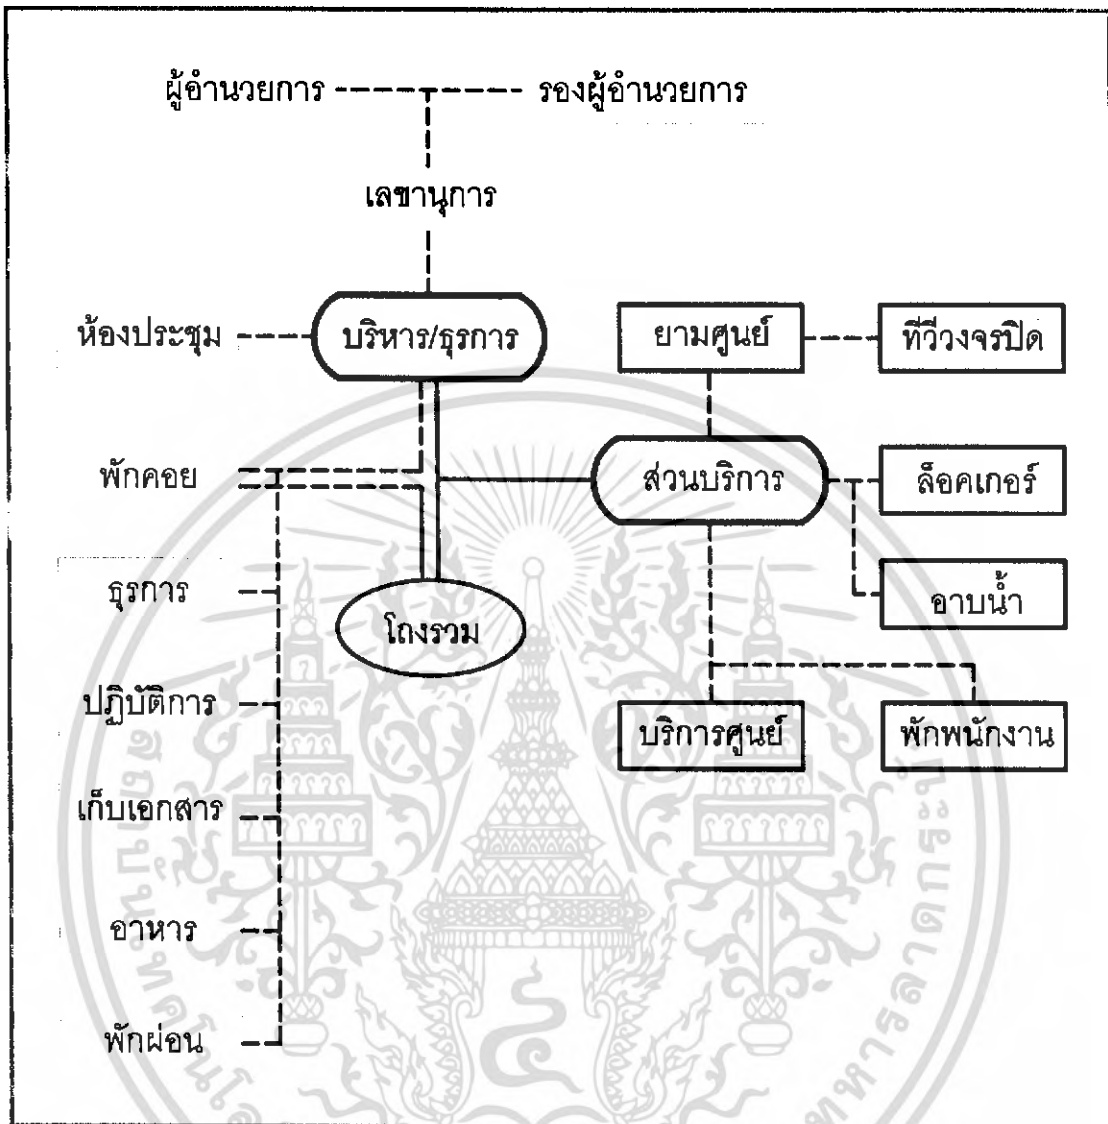 ผู้อำนวยการ รองผู้อำนวยการ
เลขานุการ
ห้องประชุม บริหาร/ธุรการ ยามศูนย์ ทีวีวงจรปิด
พักคอย ส่วนบริการ ล็อคเกอร์
ธุรการ โถงรวม อาบน้ำ
ปฏิบัติการ บริการศูนย์ พักพนักงาน
เก็บเอกสาร
อาหาร
พักผ่อน